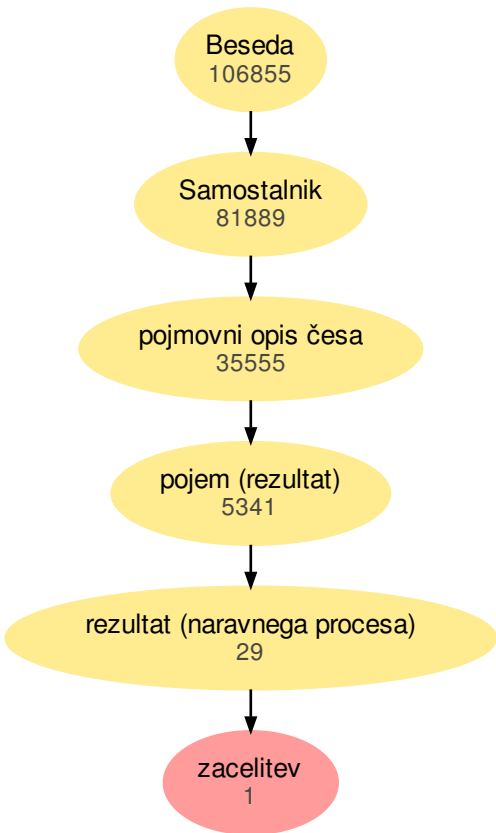 Beseda
106855
Samostalnik
81889
pojmovni opis česa
35555
pojem (rezultat)
5341
rezultat (naravnega procesa)
29
zacelitev
1